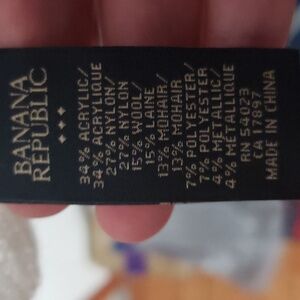 BANANA
REPUBLIC
34% ACRYLIC/
34% ACRYLIQUE
27% NYLON/
27% NYLON
15% WOOL/
15% LAINE
13% MOHAIR/
13% MOHAIR
7% POLYESTER/
7% POLYESTER
4% METALLIC/
4% METALLIQUE
RN 54023
CA 17897
MADE IN CHINA